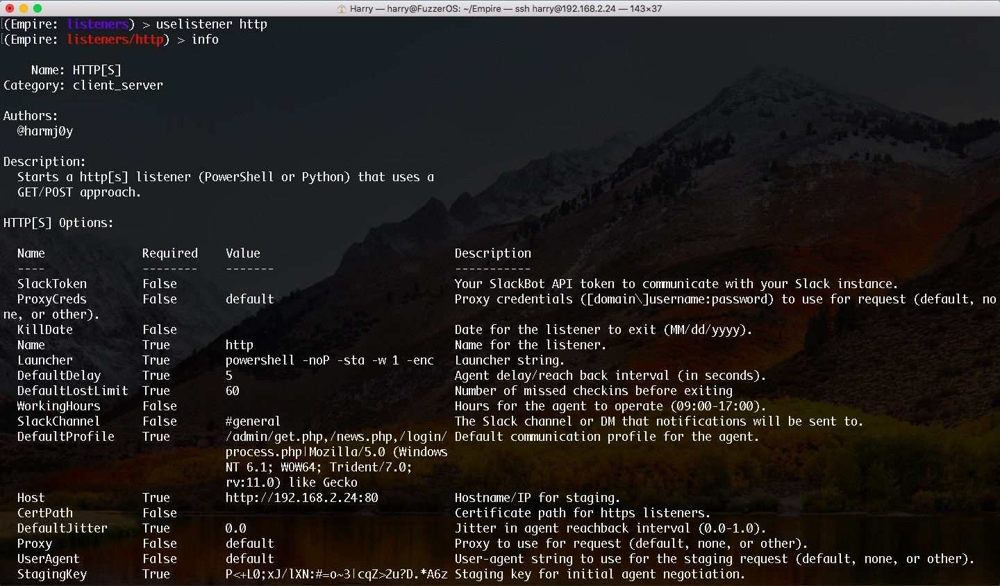 Harry — harry@FuzzerOS: ~/Empire — ssh harry@192.168.2.24 — 143×37
[(Empire: listeners) > uselistener http
[(Empire: listeners/http) > info
Name: HTTP[S]
Category: client_server
Authors:
@harmj0y
Description:
Starts a http[s] listener (PowerShell or Python) that uses a
GET/POST approach.
HTTP[S] Options:
Name Required Value Description
---- -------- ------- -----------
SlackToken False Your SlackBot API token to communicate with your Slack instance.
ProxyCreds False default Proxy credentials ([domain\]username:password) to use for request (default, no
ne, or other).
KillDate False Date for the listener to exit (MM/dd/yyyy).
Name True http Name for the listener.
Launcher True powershell -noP -sta -w 1 -enc Launcher string.
DefaultDelay True 5 Agent delay/reach back interval (in seconds).
DefaultLostLimit True 60 Number of missed checkins before exiting
WorkingHours False Hours for the agent to operate (09:00-17:00).
SlackChannel False #general The Slack channel or DM that notifications will be sent to.
DefaultProfile True /admin/get.php,/news.php,/login/ Default communication profile for the agent.
process.php|Mozilla/5.0 (Windows
NT 6.1; WOW64; Trident/7.0;
rv:11.0) like Gecko
Host True http://192.168.2.24:80 Hostname/IP for staging.
CertPath False Certificate path for https listeners.
DefaultJitter True 0.0 Jitter in agent reachback interval (0.0-1.0).
Proxy False default Proxy to use for request (default, none, or other).
UserAgent False default User-agent string to use for the staging request (default, none, or other).
StagingKey True P<+L0;xJ/lXN:#=o~3|cqZ>2u?D.*A6z Staging key for initial agent negotiation.